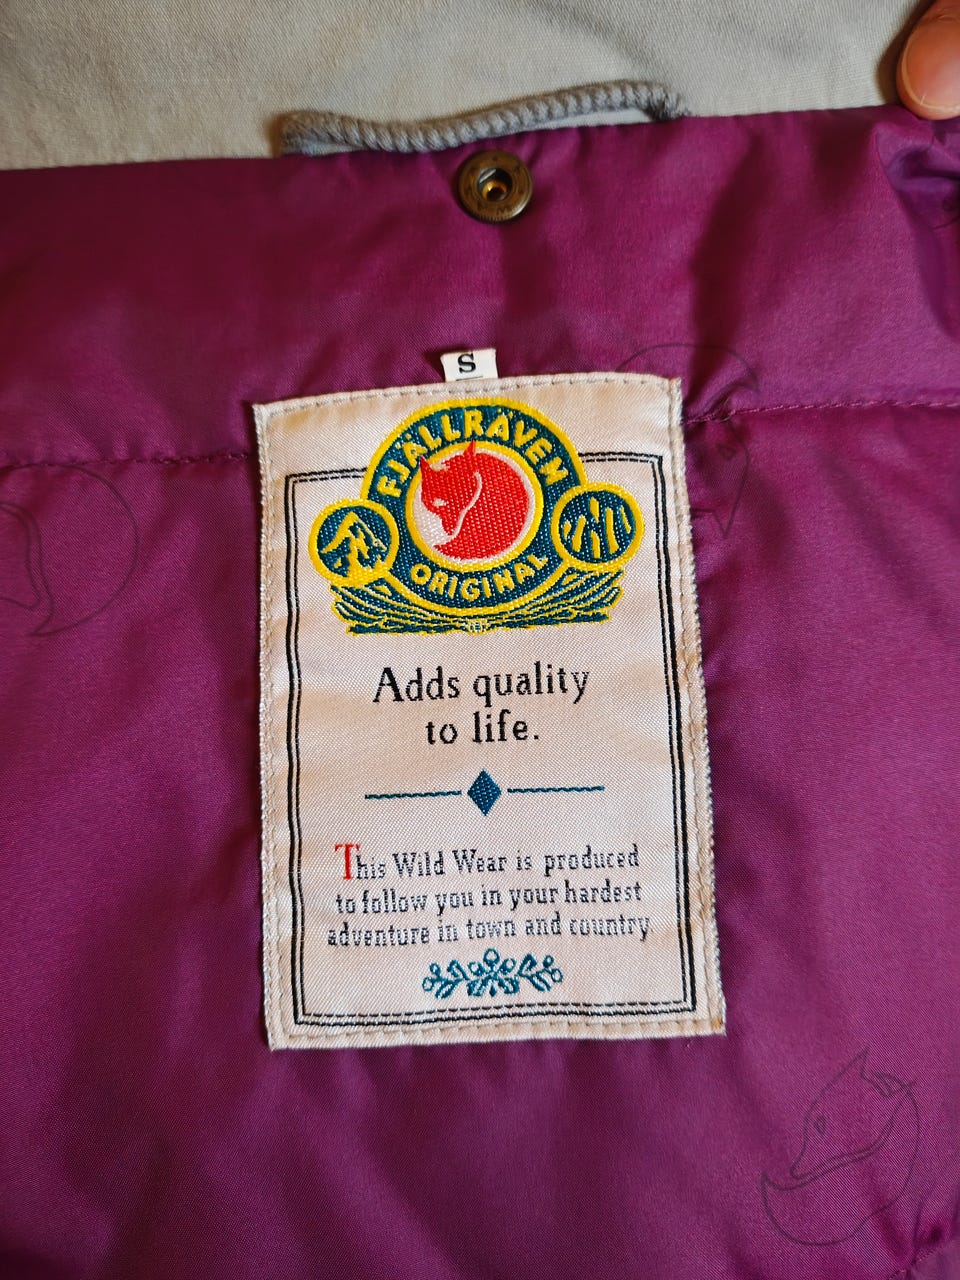 S
FJÄLLRÄVEN
ORIGINAL
Adds quality
to life.
This Wild Wear is produced
to follow you in your hardest
adventure in town and country